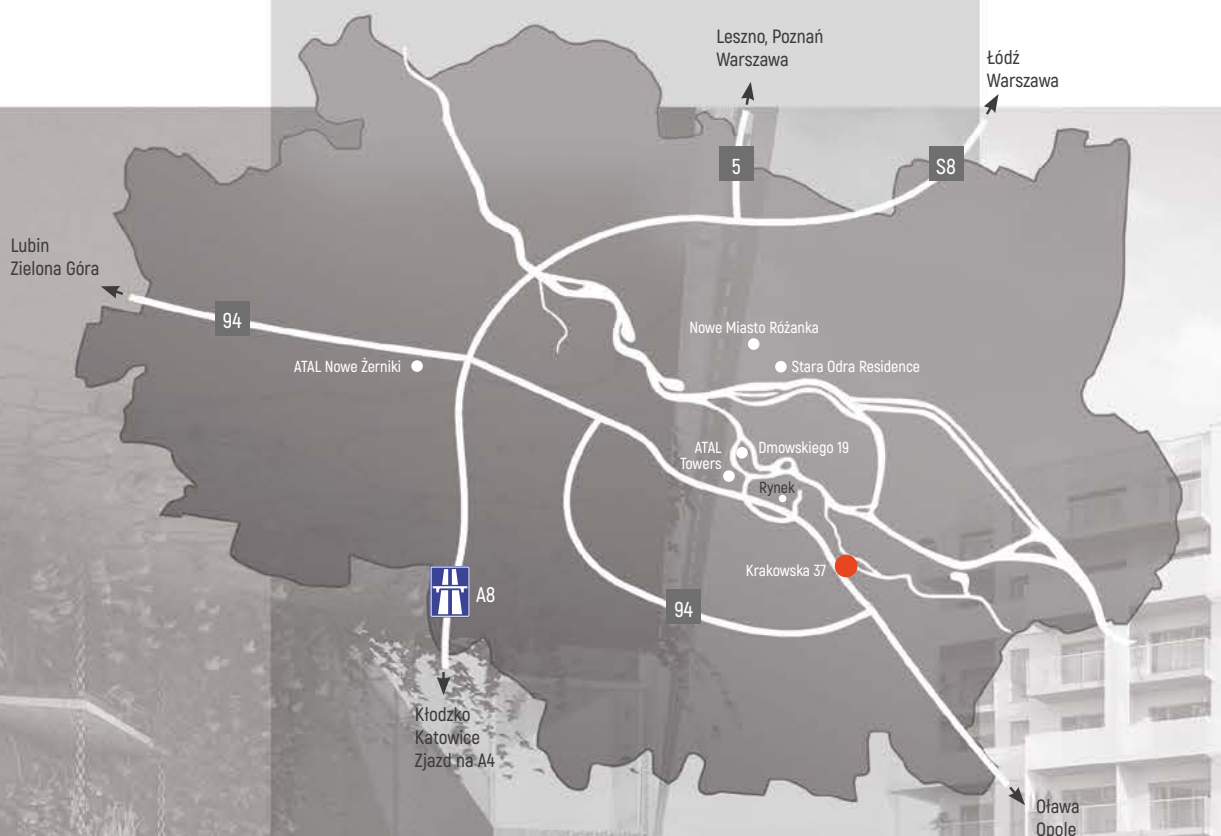 Leszno, Poznań
Warszawa
Łódź
Warszawa
5
S8
Lubin
Zielona Góra
94
Nowe Miasto Różanka
ATAL Nowe Żerniki
Stara Odra Residence
ATAL
Towers
Dmowskiego 19
Rynek
Krakowska 37
A8
94
Kłodzko
Katowice
Zjazd na A4
Oława
Opole